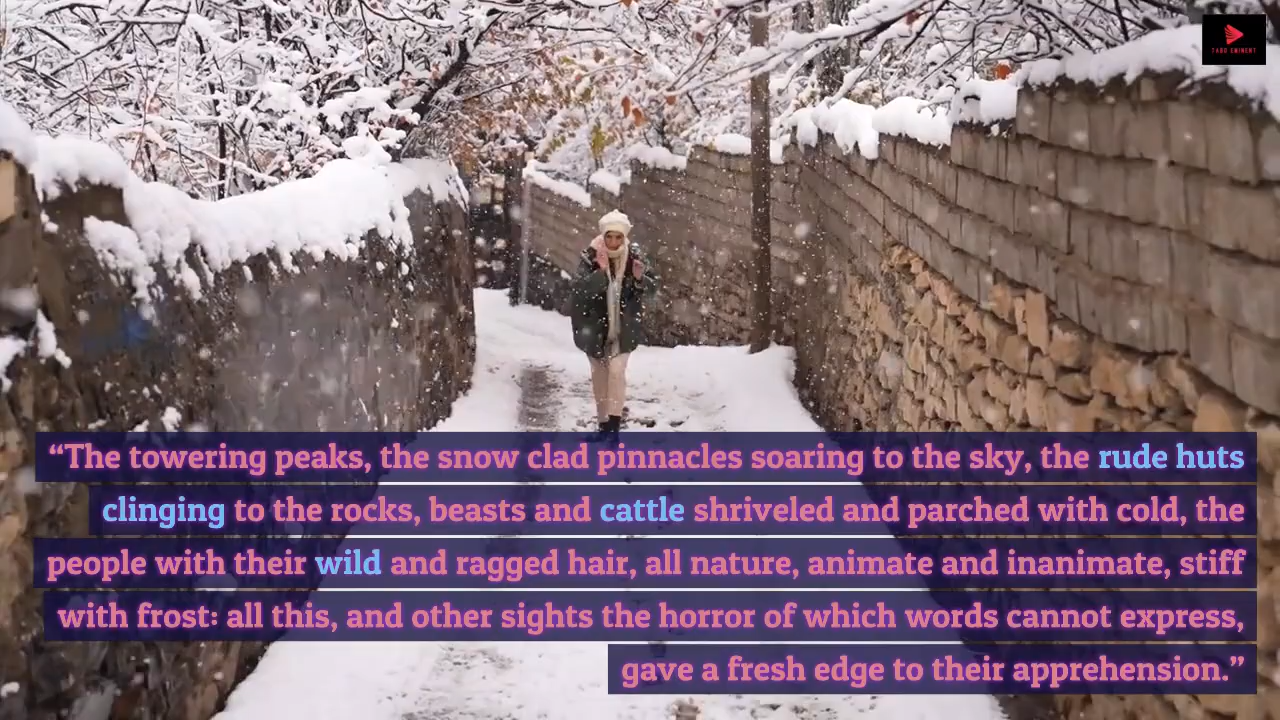 TABU EMINENT
“The towering peaks, the snow clad pinnacles soaring to the sky, the rude huts
clinging to the rocks, beasts and cattle shriveled and parched with cold, the
people with their wild and ragged hair, all nature, animate and inanimate, stiff
with frost: all this, and other sights the horror of which words cannot express,
gave a fresh edge to their apprehension.”